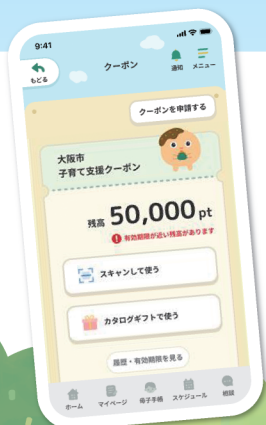 9:41
もどる
クーポン
通知
メニュー
クーポンを申請する
大阪市
子育て支援クーポン
残高 50,000 pt
! 有効期限が近い残高があります
スキャンして使う
カタログギフトで使う
履歴・有効期限を見る
ホーム マイページ 母子手帳 スケジュール 相談